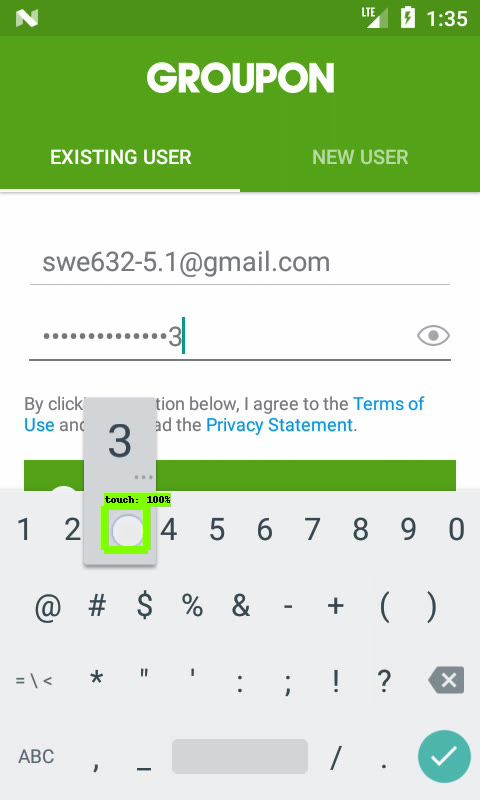 LTE 1:35
GROUPON
EXISTING USER NEW USER
swe632-5.1@gmail.com
••••••••••••••3
By click tion below, I agree to the Terms of
Use and ad the Privacy Statement.
3
...
touch: 100%
1 2 4 5 6 7 8 9 0
@ # $ % & - + ( )
= \ < * " ' : ; ! ?
ABC , _ / .